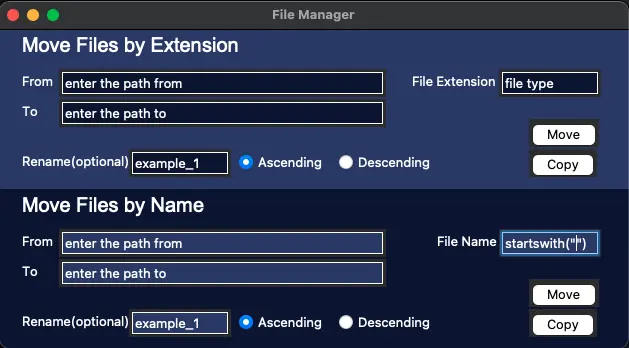 File Manager
Move Files by Extension
From enter the path from File Extension file type
To enter the path to
Move
Rename(optional) example_1 Ascending Descending Copy
Move Files by Name
From enter the path from File Name startswith("")
To enter the path to
Move
Rename(optional) example_1 Ascending Descending Copy